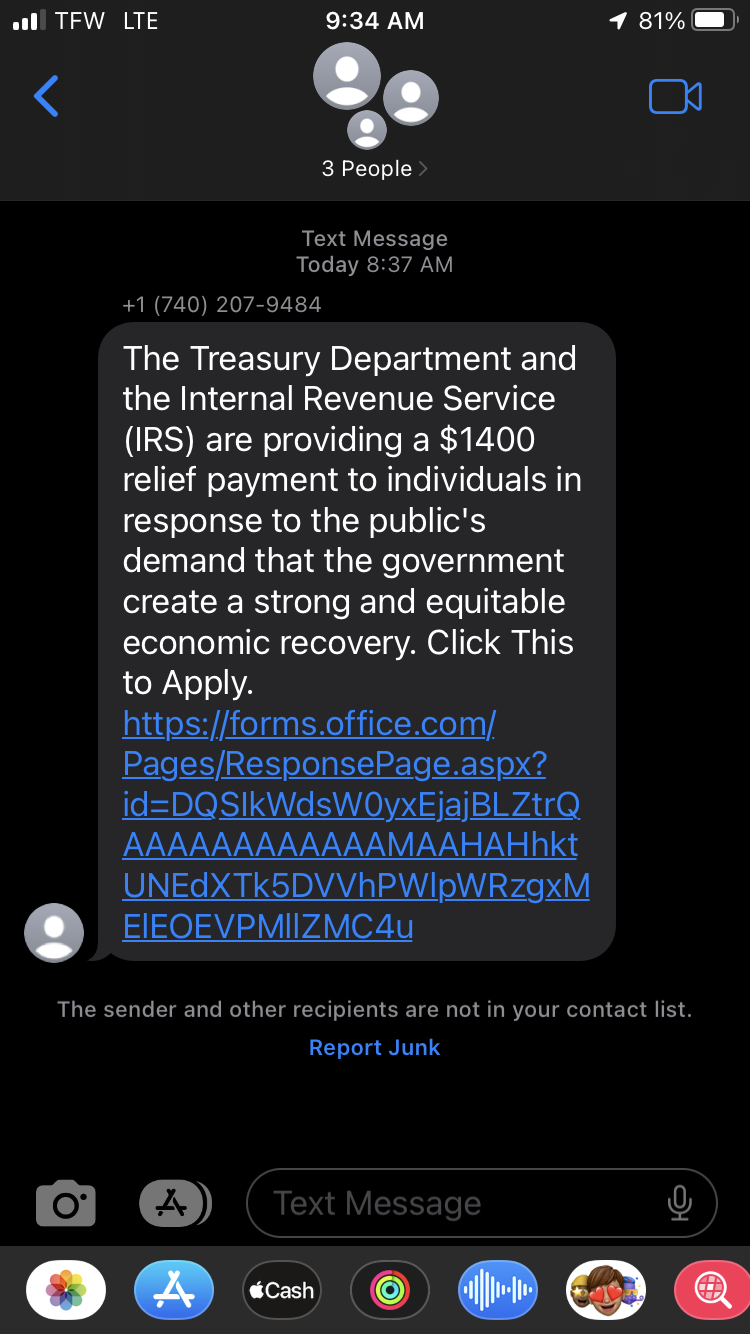 TFW LTE 9:34 AM 81%
3 People
Text Message
Today 8:37 AM
+1 (740) 207-9484
The Treasury Department and
the Internal Revenue Service
(IRS) are providing a $1400
relief payment to individuals in
response to the public's
demand that the government
create a strong and equitable
economic recovery. Click This
to Apply.
https://forms.office.com/
Pages/ResponsePage.aspx?
id=DQSIkWdsW0yxEjajBLZtrQ
AAAAAAAAAAAAMAAHAHhkt
UNEdXTk5DVVhPWlpWRzgxM
ElEOEVPMllZMC4u
The sender and other recipients are not in your contact list.
Report Junk
Text Message
Cash